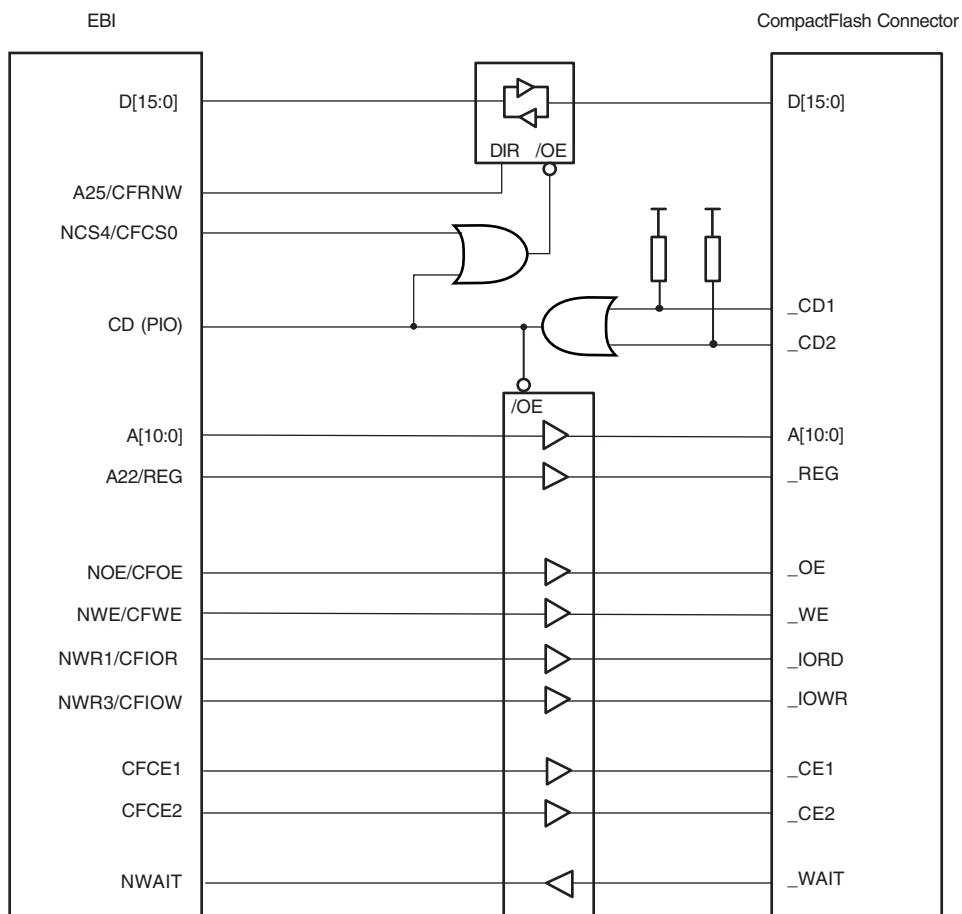 EBI CompactFlash Connector
D[15:0] D[15:0]
DIR /OE
A25/CFRNW
NCS4/CFCS0
_CD1
CD (PIO)
_CD2
/OE
A[10:0] A[10:0]
A22/REG _REG
NOE/CFOE _OE
NWE/CFWE _WE
NWR1/CFIOR _IORD
NWR3/CFIOW _IOWR
CFCE1 _CE1
CFCE2 _CE2
NWAIT _WAIT